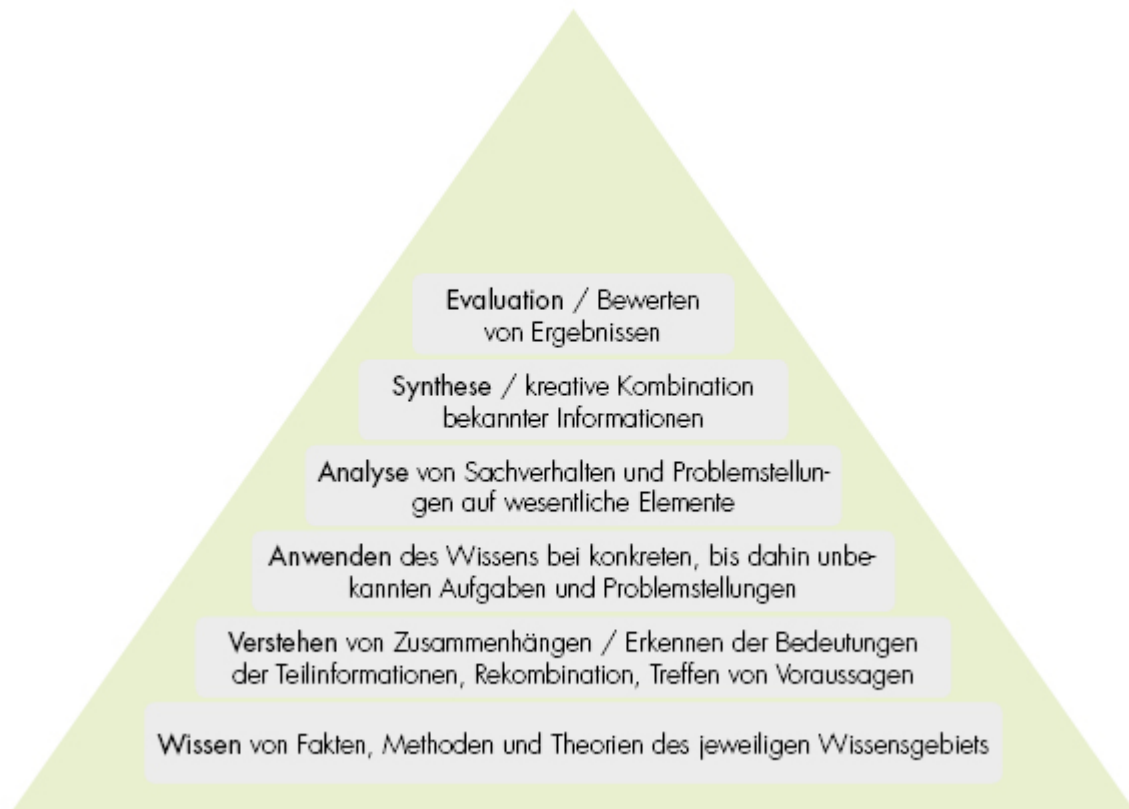 Evaluation / Bewerten
von Ergebnissen
Synthese / kreative Kombination
bekannter Informationen
Analyse von Sachverhalten und Problemstellun-
gen auf wesentliche Elemente
Anwenden des Wissens bei konkreten, bis dahin unbe-
kannten Aufgaben und Problemstellungen
Verstehen von Zusammenhängen / Erkennen der Bedeutungen
der Teilinformationen, Rekombination, Treffen von Voraussagen
Wissen von Fakten, Methoden und Theorien des jeweiligen Wissensgebiets